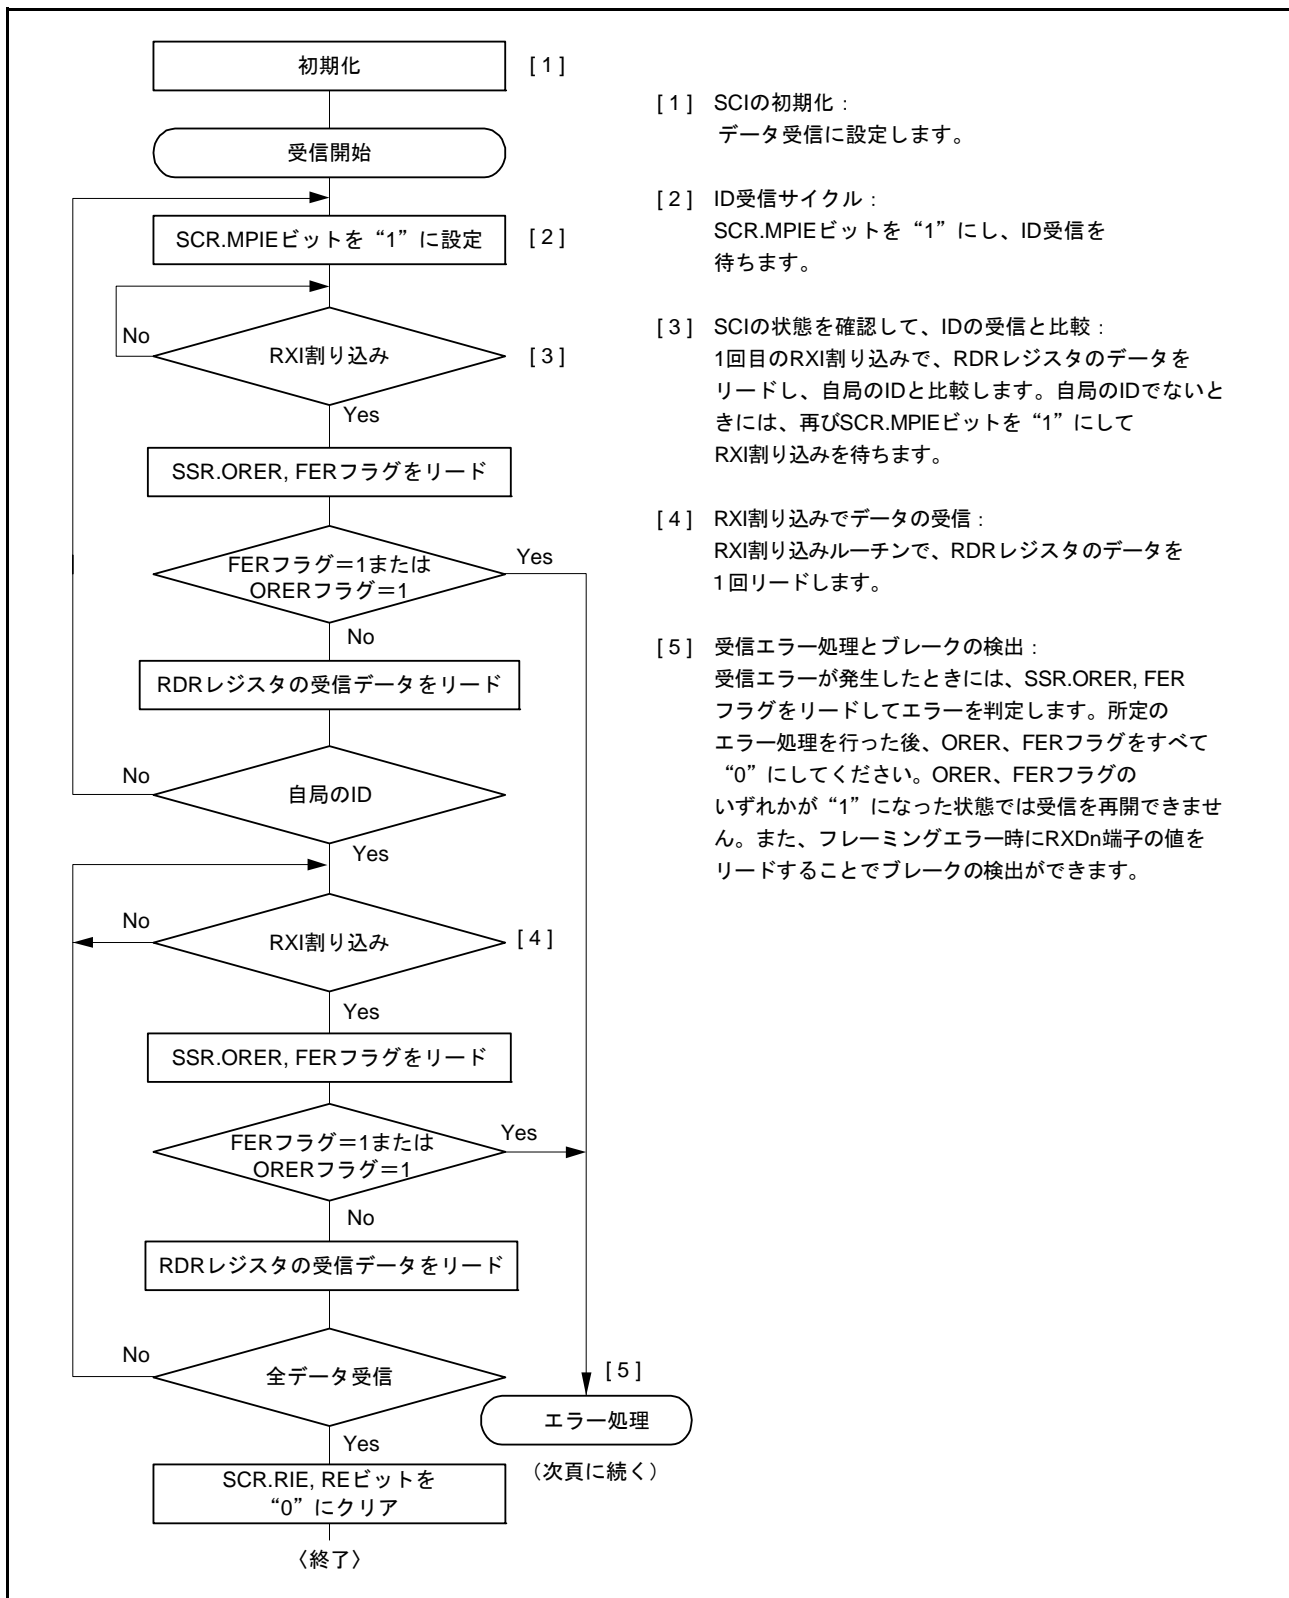 初期化
[ 1 ]
受信開始
SCR.MPIEビットを“1”に設定
[ 2 ]
No
RXI割り込み
[ 3 ]
Yes
SSR.ORER, FERフラグをリード
FERフラグ=1または
ORERフラグ=1
Yes
No
RDRレジスタの受信データをリード
No
自局のID
Yes
No
RXI割り込み
[ 4 ]
Yes
SSR.ORER, FERフラグをリード
FERフラグ=1または
ORERフラグ=1
Yes
No
RDRレジスタの受信データをリード
No
全データ受信
[ 5 ]
エラー処理
(次頁に続く)
Yes
SCR.RIE, REビットを
“0”にクリア
〈終了〉
[ 1 ] SCIの初期化:
データ受信に設定します。
[ 2 ] ID受信サイクル:
SCR.MPIEビットを“1”にし、ID受信を
待ちます。
[ 3 ] SCIの状態を確認して、IDの受信と比較:
1回目のRXI割り込みで、RDRレジスタのデータを
リードし、自局のIDと比較します。自局のIDでないと
きには、再びSCR.MPIEビットを“1”にして
RXI割り込みを待ちます。
[ 4 ] RXI割り込みでデータの受信:
RXI割り込みルーチンで、RDRレジスタのデータを
1回リードします。
[ 5 ] 受信エラー処理とブレークの検出:
受信エラーが発生したときには、SSR.ORER, FER
フラグをリードしてエラーを判定します。所定の
エラー処理を行った後、ORER、FERフラグをすべて
“0”にしてください。ORER、FERフラグの
いずれかが“1”になった状態では受信を再開できませ
ん。また、フレーミングエラー時にRXDn端子の値を
リードすることでブレークの検出ができます。